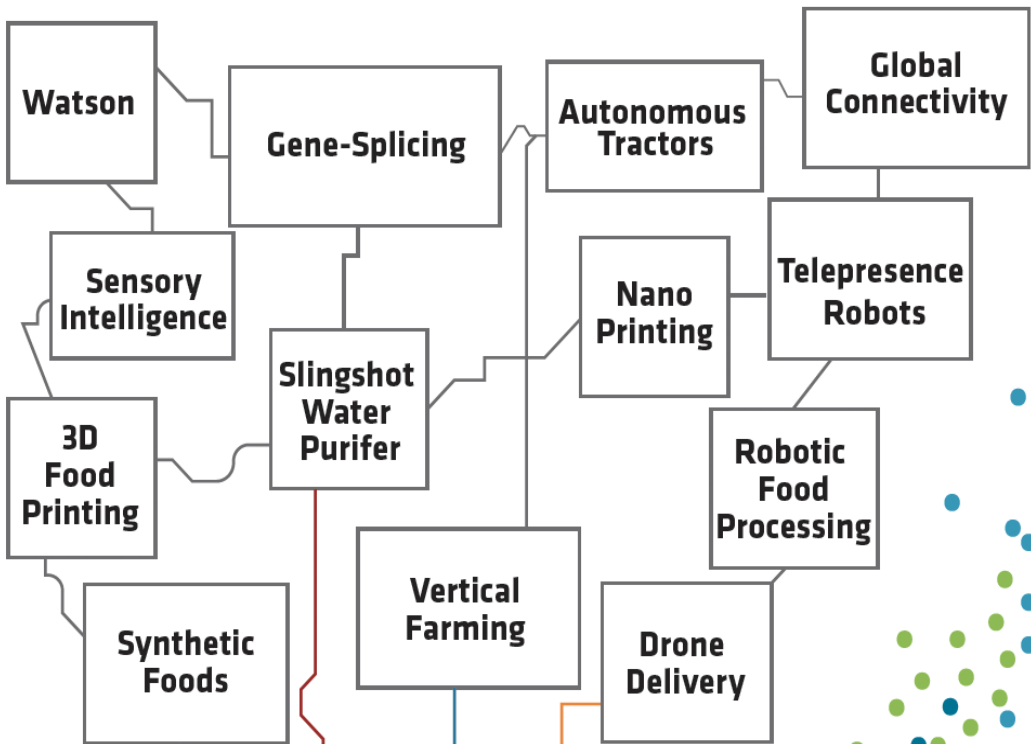 Watson
Gene-Splicing
Autonomous
Tractors
Global
Connectivity
Sensory
Intelligence
Nano
Printing
Telepresence
Robots
Slingshot
Water
Purifer
3D
Food
Printing
Robotic
Food
Processing
Vertical
Farming
Synthetic
Foods
Drone
Delivery